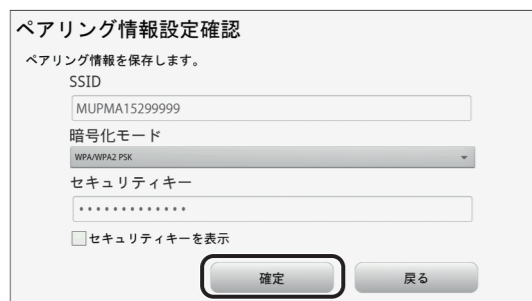 ペアリング情報設定確認
ペアリング情報を保存します。
SSID
MUPMA15299999
暗号化モード
WPA/WPA2 PSK
セキュリティキー
•••••••••••••
セキュリティキーを表示
確定 戻る